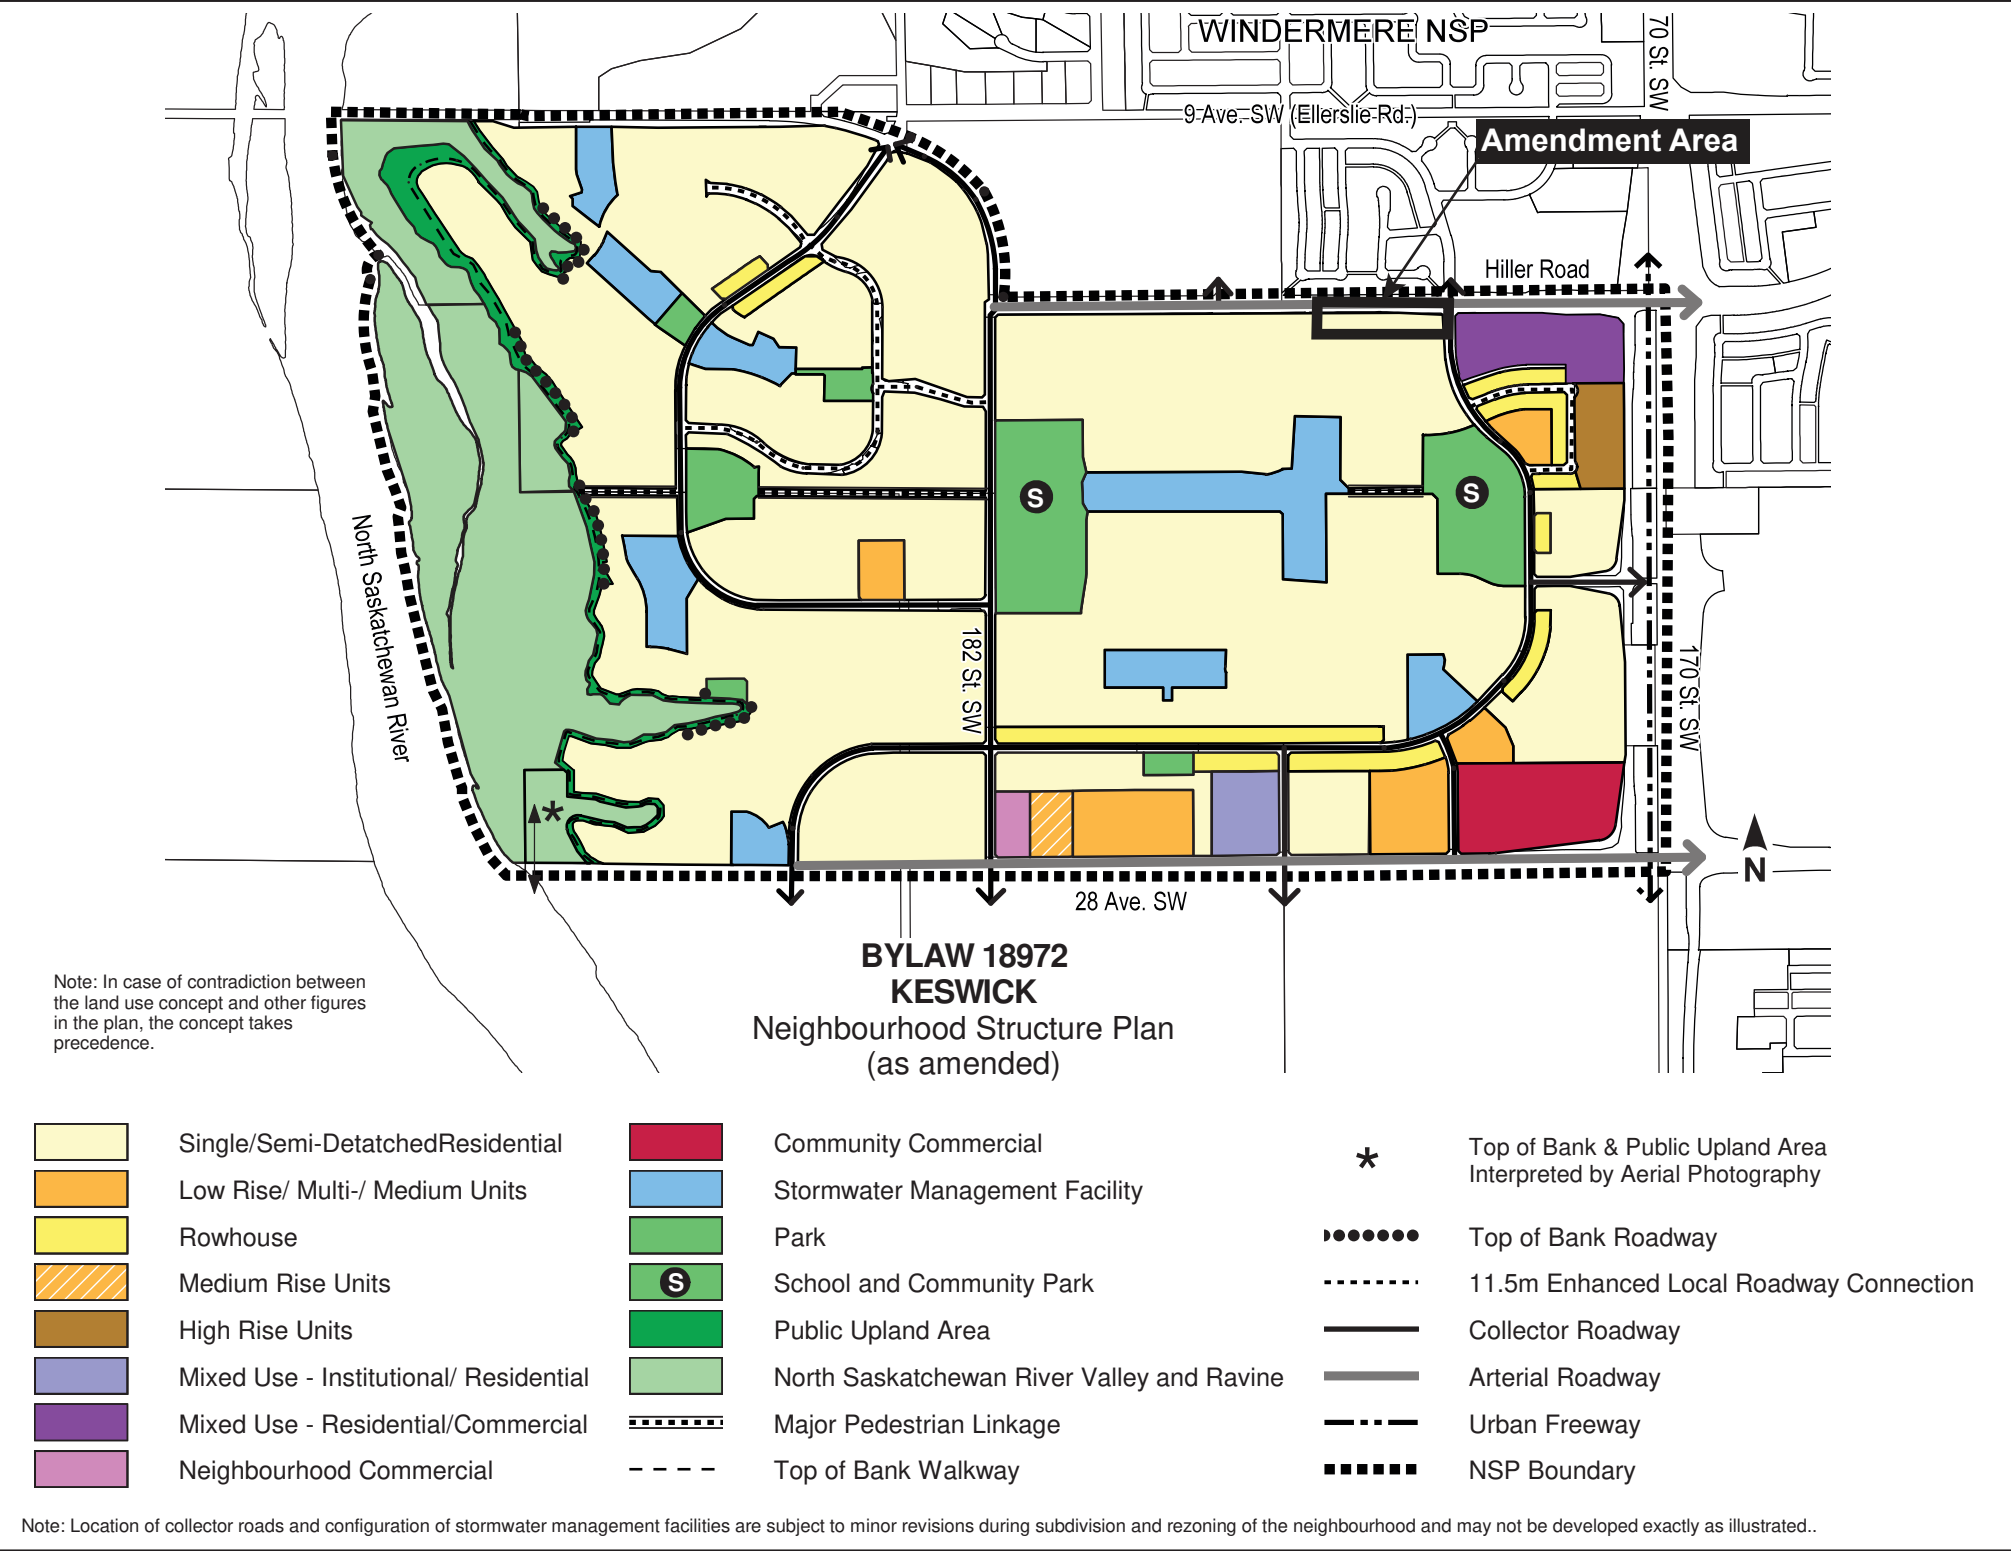 WINDERMERE NSP
70 St. SW
9 Ave. SW (Ellerslie Rd.)
Amendment Area
Hiller Road
S
S
North Saskatchewan River
182 St. SW
170 St. SW
*
N
28 Ave. SW
BYLAW 18972
KESWICK
Neighbourhood Structure Plan
(as amended)
Note: In case of contradiction between
the land use concept and other figures
in the plan, the concept takes
precedence.
Single/Semi-DetatchedResidential
Low Rise/ Multi-/ Medium Units
Rowhouse
Medium Rise Units
High Rise Units
Mixed Use - Institutional/ Residential
Mixed Use - Residential/Commercial
Neighbourhood Commercial
Community Commercial
Stormwater Management Facility
Park
S School and Community Park
Public Upland Area
North Saskatchewan River Valley and Ravine
Major Pedestrian Linkage
Top of Bank Walkway
* Top of Bank & Public Upland Area
Interpreted by Aerial Photography
Top of Bank Roadway
11.5m Enhanced Local Roadway Connection
Collector Roadway
Arterial Roadway
Urban Freeway
NSP Boundary
Note: Location of collector roads and configuration of stormwater management facilities are subject to minor revisions during subdivision and rezoning of the neighbourhood and may not be developed exactly as illustrated..